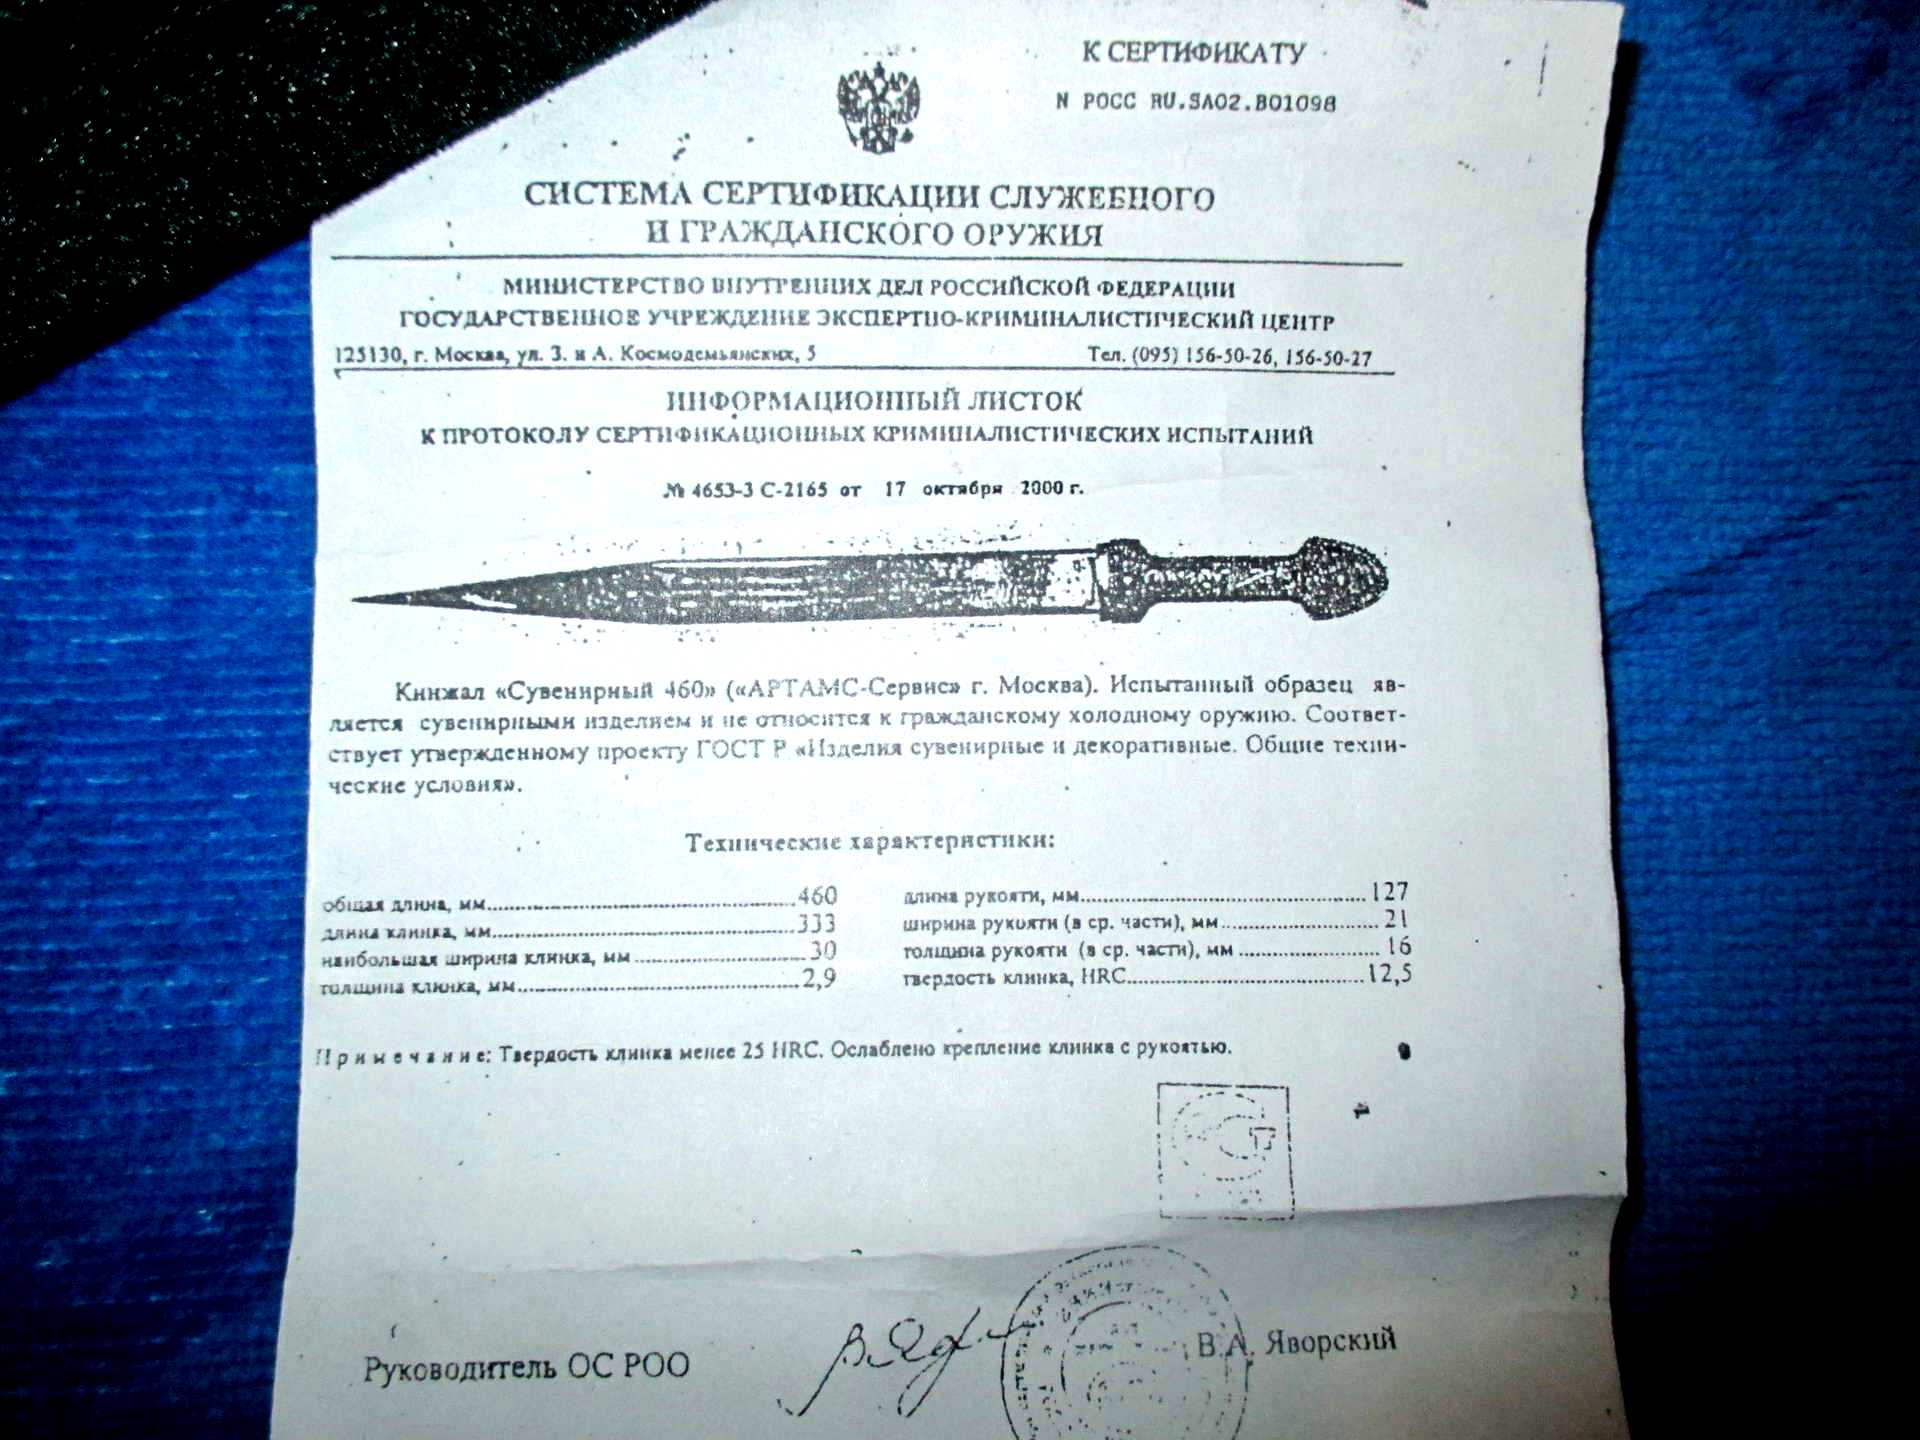 К СЕРТИФИКАТУ
N РОСС RU.SA02.B01098
СИСТЕМА СЕРТИФИКАЦИИ СЛУЖЕБНОГО
И ГРАЖДАНСКОГО ОРУЖИЯ
МИНИСТЕРСТВО ВНУТРЕННИХ ДЕЛ РОССИЙСКОЙ ФЕДЕРАЦИИ
ГОСУДАРСТВЕННОЕ УЧРЕЖДЕНИЕ ЭКСПЕРТНО-КРИМИНАЛИСТИЧЕСКИЙ ЦЕНТР
125130, г. Москва, ул. З. и А. Космодемьянских, 5 Тел. (095) 156-50-26, 156-50-27
ИНФОРМАЦИОННЫЙ ЛИСТОК
К ПРОТОКОЛУ СЕРТИФИКАЦИОННЫХ КРИМИНАЛИСТИЧЕСКИХ ИСПЫТАНИЙ
№ 4653-3 С-2165 от 17 октября 2000 г.
Кинжал «Сувенирный 460» («АРТАМС-Сервис» г. Москва). Испытанный образец яв-
ляется сувенирными изделием и не относится к гражданскому холодному оружию. Соответ-
ствует утвержденному проекту ГОСТ Р «Изделия сувенирные и декоративные. Общие техни-
ческие условия».
Технические характеристики:
общая длина, мм 460
длина клинка, мм 333
наибольшая ширина клинка, мм 30
толщина клинка, мм 2,9
длина рукояти, мм 127
ширина рукояти (в ср. части), мм 21
толщина рукояти (в ср. части), мм 16
твердость клинка, HRC 12,5
Примечание: Твердость клинка менее 25 HRC. Ослаблено крепление клинка с рукоятью.
Руководитель ОС РОО
В.А. Яворский